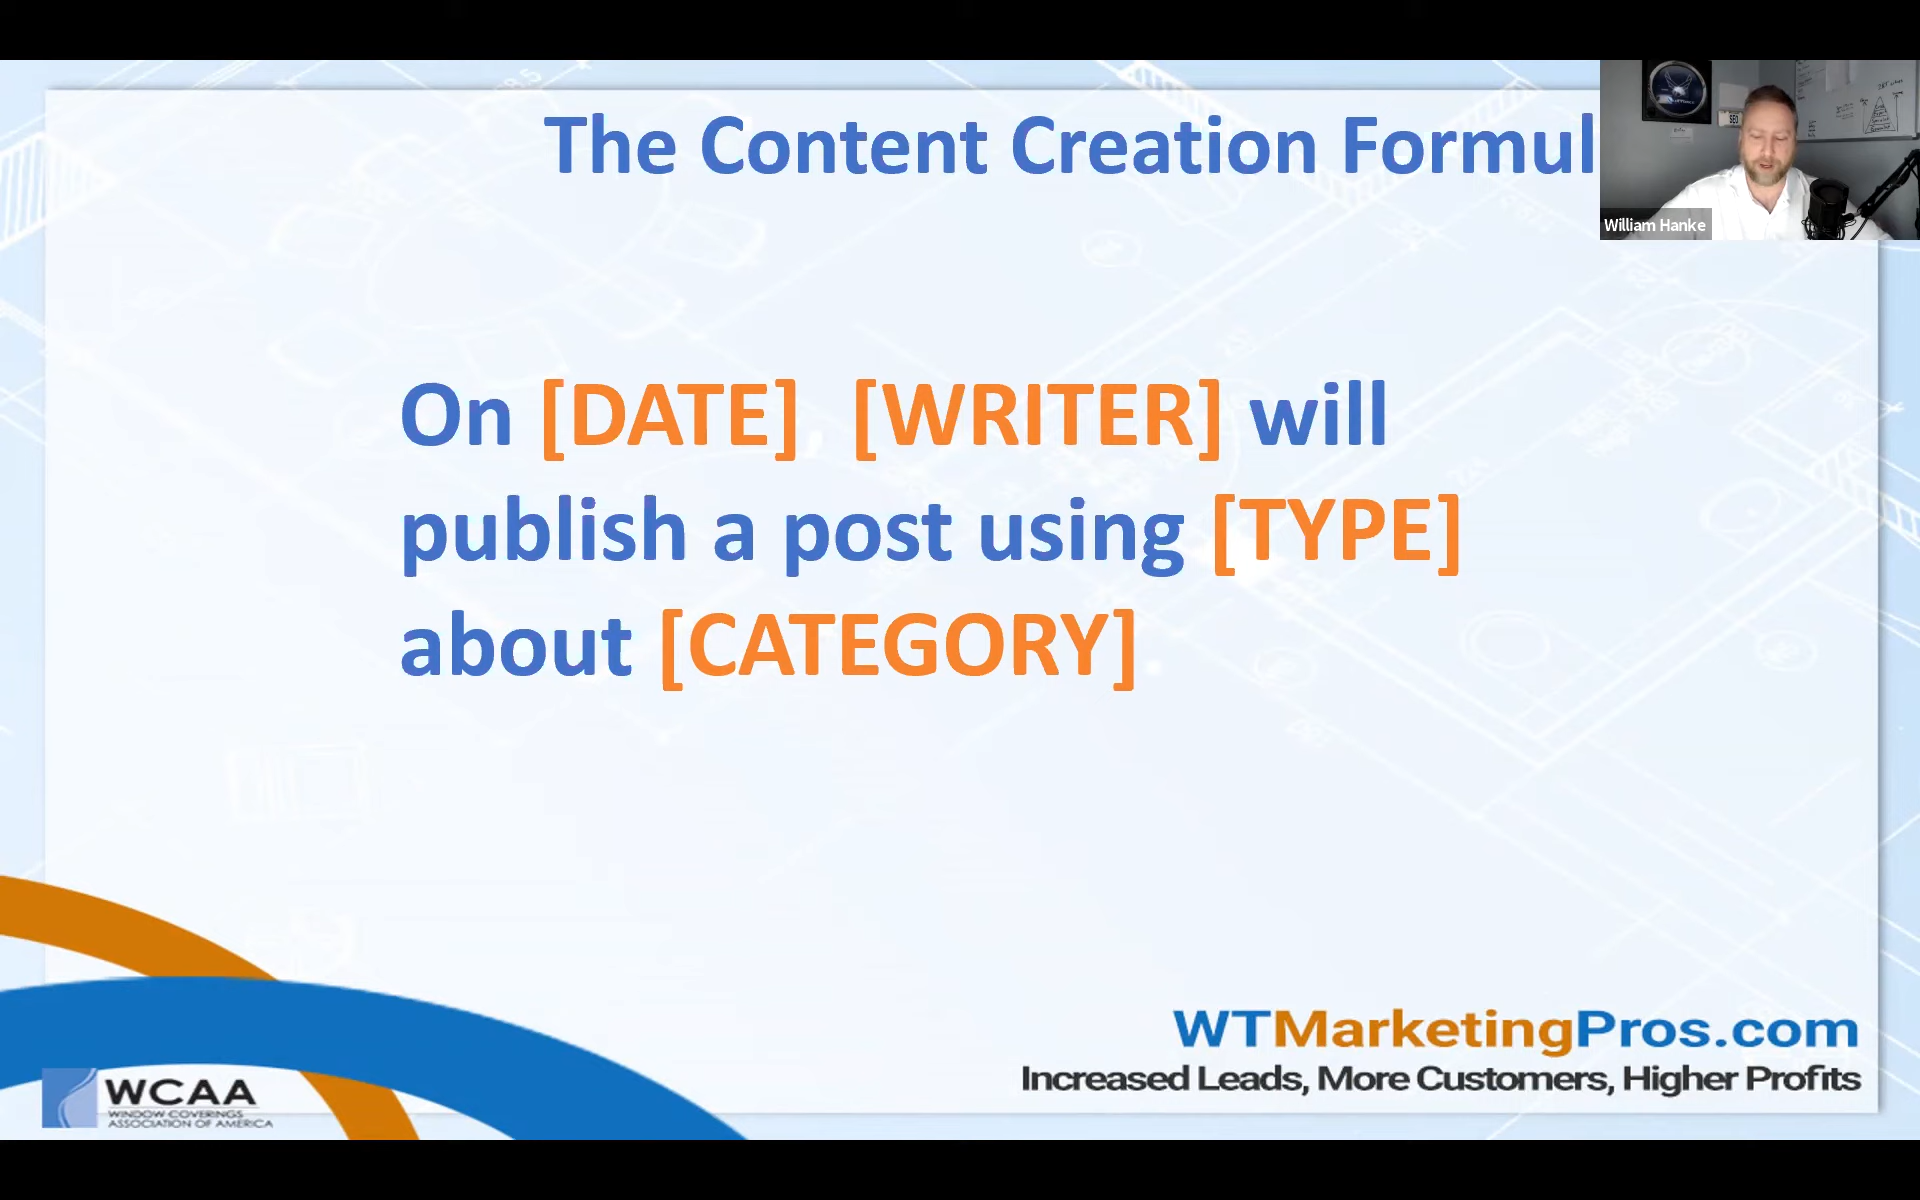 The Content Creation Formul
William Hanke
SEO
On [DATE], [WRITER] will
publish a post using [TYPE]
about [CATEGORY].
WTMarketingPros.com
Increased Leads, More Customers, Higher Profits
WCAA
WINDOW COVERINGS
ASSOCIATION OF AMERICA